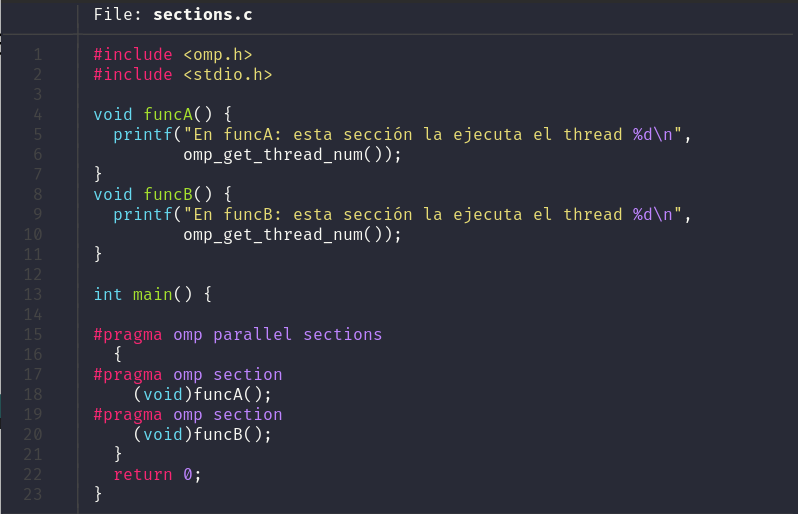 File: sections.c
1 #include <omp.h>
2 #include <stdio.h>
3
4 void funcA() {
5   printf("En funcA: esta sección la ejecuta el thread %d\n",
6          omp_get_thread_num());
7 }
8 void funcB() {
9   printf("En funcB: esta sección la ejecuta el thread %d\n",
10          omp_get_thread_num());
11 }
12
13 int main() {
14
15 #pragma omp parallel sections
16   {
17 #pragma omp section
18     (void)funcA();
19 #pragma omp section
20     (void)funcB();
21   }
22   return 0;
23 }